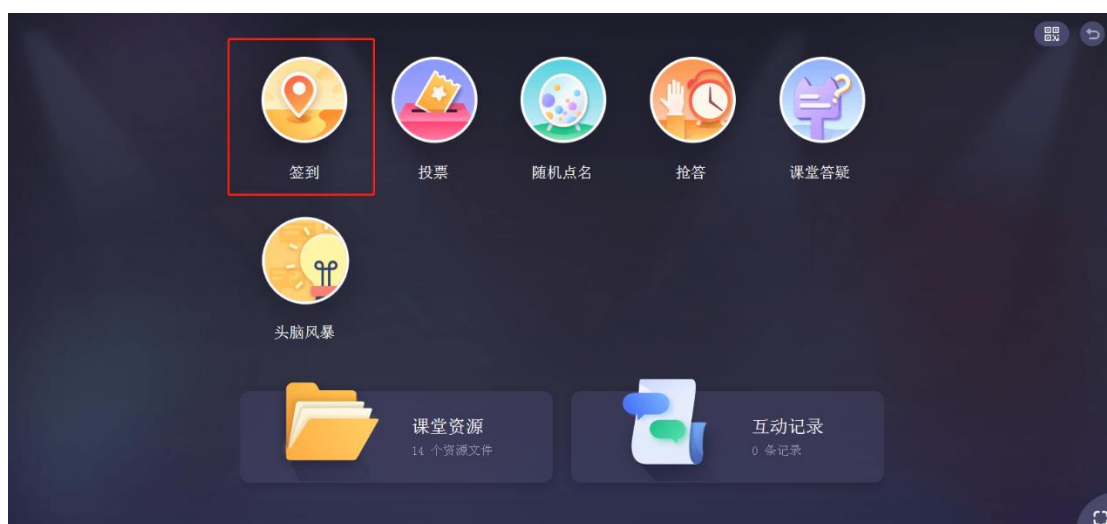 签到
投票
随机点名
抢答
课堂答疑
头脑风暴
课堂资源
14 个资源文件
互动记录
0 条记录